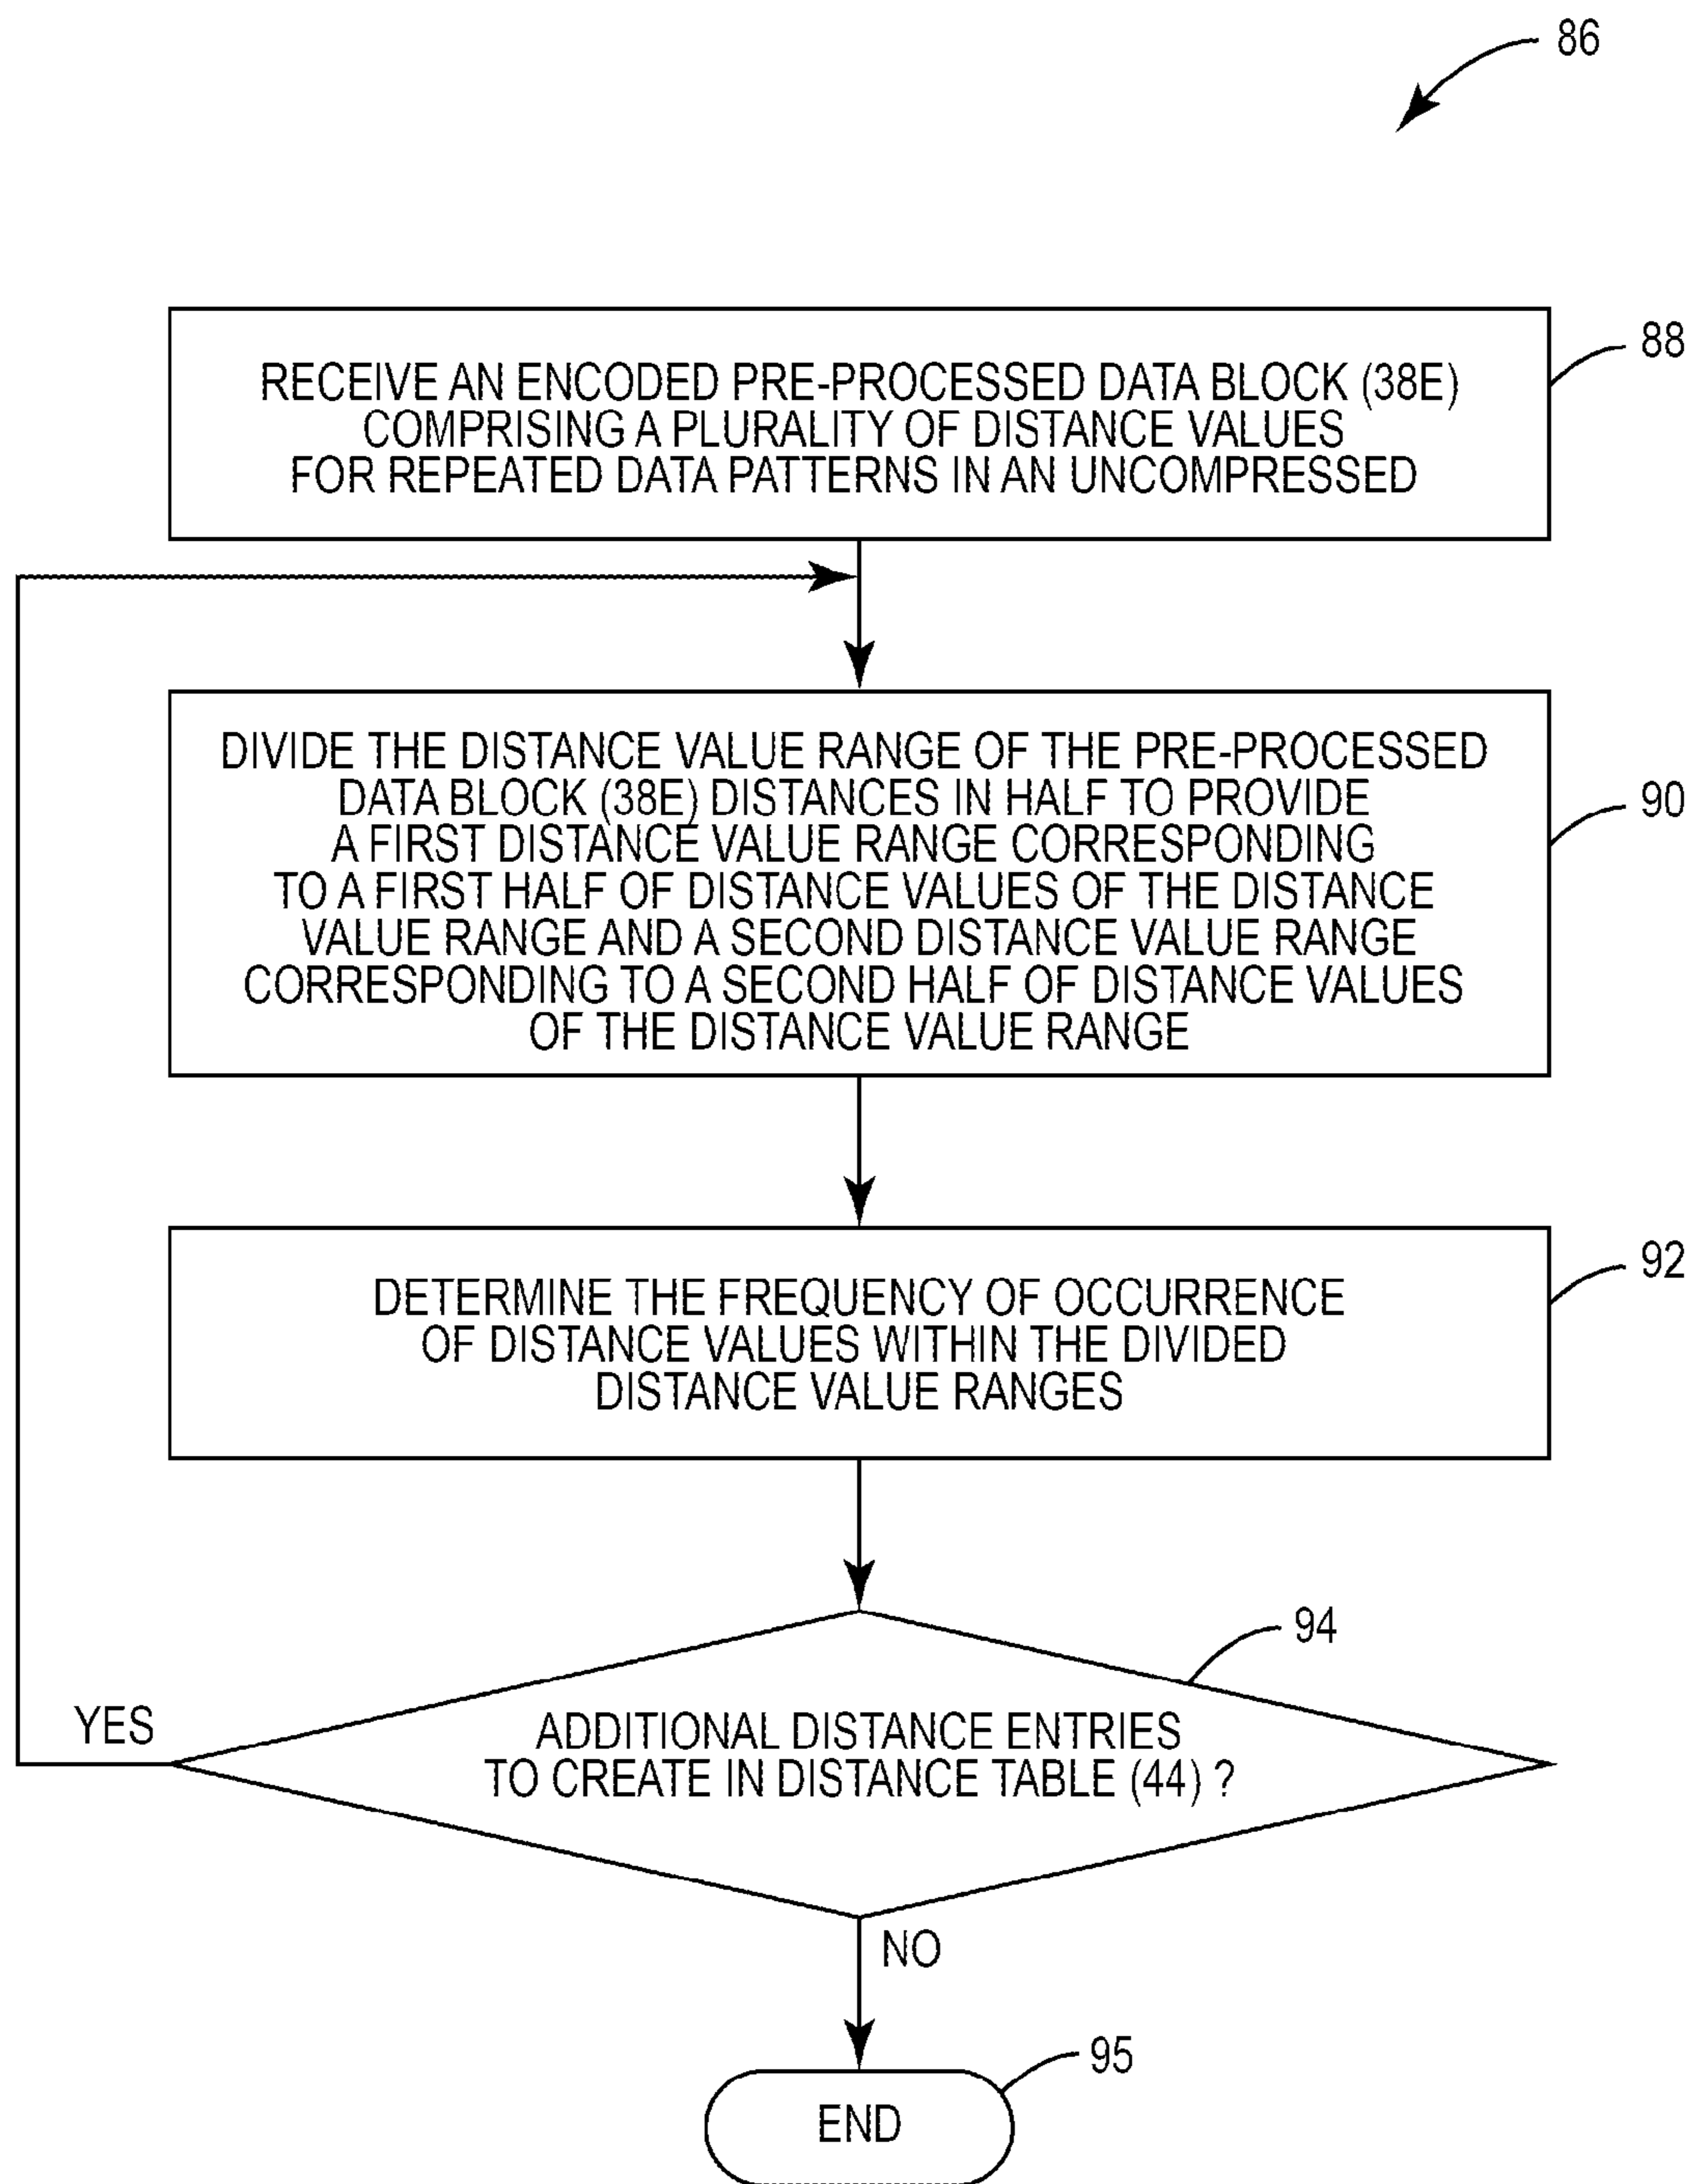 86
RECEIVE AN ENCODED PRE-PROCESSED DATA BLOCK (38E)
COMPRISING A PLURALITY OF DISTANCE VALUES
FOR REPEATED DATA PATTERNS IN AN UNCOMPRESSED
88
DIVIDE THE DISTANCE VALUE RANGE OF THE PRE-PROCESSED
DATA BLOCK (38E) DISTANCES IN HALF TO PROVIDE
A FIRST DISTANCE VALUE RANGE CORRESPONDING
TO A FIRST HALF OF DISTANCE VALUES OF THE DISTANCE
VALUE RANGE AND A SECOND DISTANCE VALUE RANGE
CORRESPONDING TO A SECOND HALF OF DISTANCE VALUES
OF THE DISTANCE VALUE RANGE
90
DETERMINE THE FREQUENCY OF OCCURRENCE
OF DISTANCE VALUES WITHIN THE DIVIDED
DISTANCE VALUE RANGES
92
94
YES
ADDITIONAL DISTANCE ENTRIES
TO CREATE IN DISTANCE TABLE (44) ?
NO
95
END